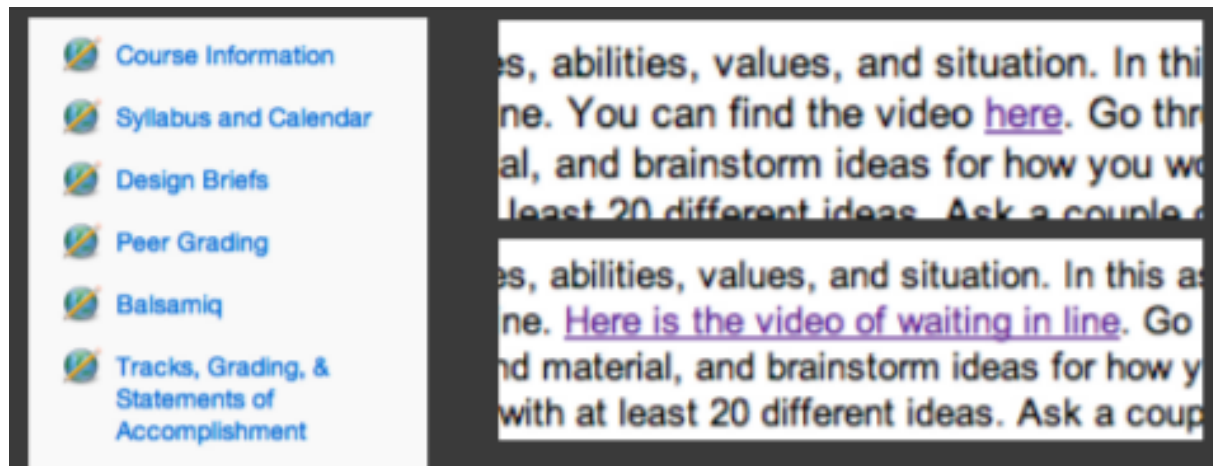 Course Information
Syllabus and Calendar
Design Briefs
Peer Grading
Balsamiq
Tracks, Grading, &
Statements of
Accomplishment
es, abilities, values, and situation. In thi
ne. You can find the video here. Go thr
al, and brainstorm ideas for how you wo
least 20 different ideas. Ask a couple
es, abilities, values, and situation. In this as
ne. Here is the video of waiting in line. Go
nd material, and brainstorm ideas for how y
with at least 20 different ideas. Ask a coup